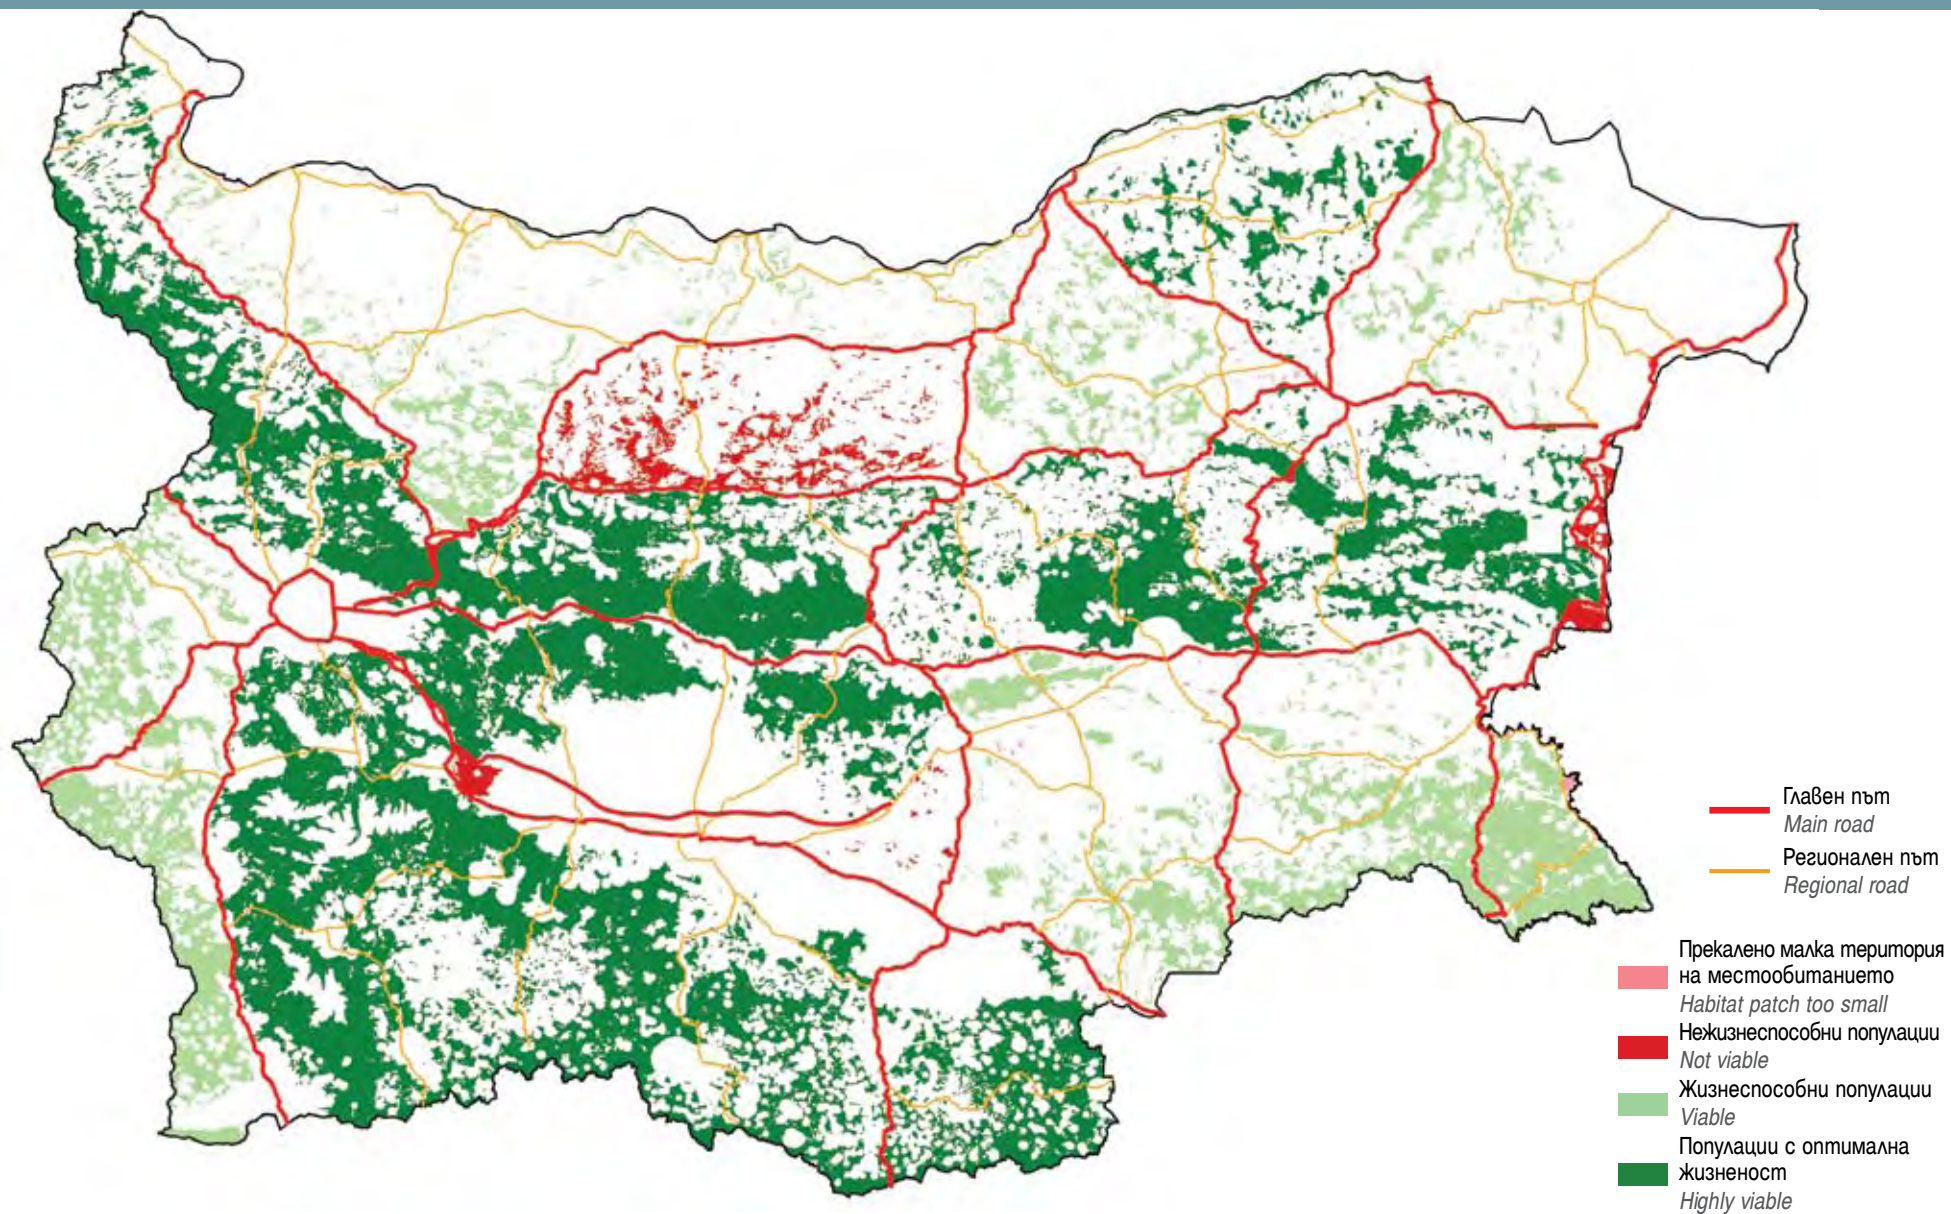 Главен път
Main road
Регионален път
Regional road
Прекалено малка територия
на местообитанието
Habitat patch too small
Нежизнеспособни популации
Not viable
Жизнеспособни популации
Viable
Популации с оптимална
жизненост
Highly viable